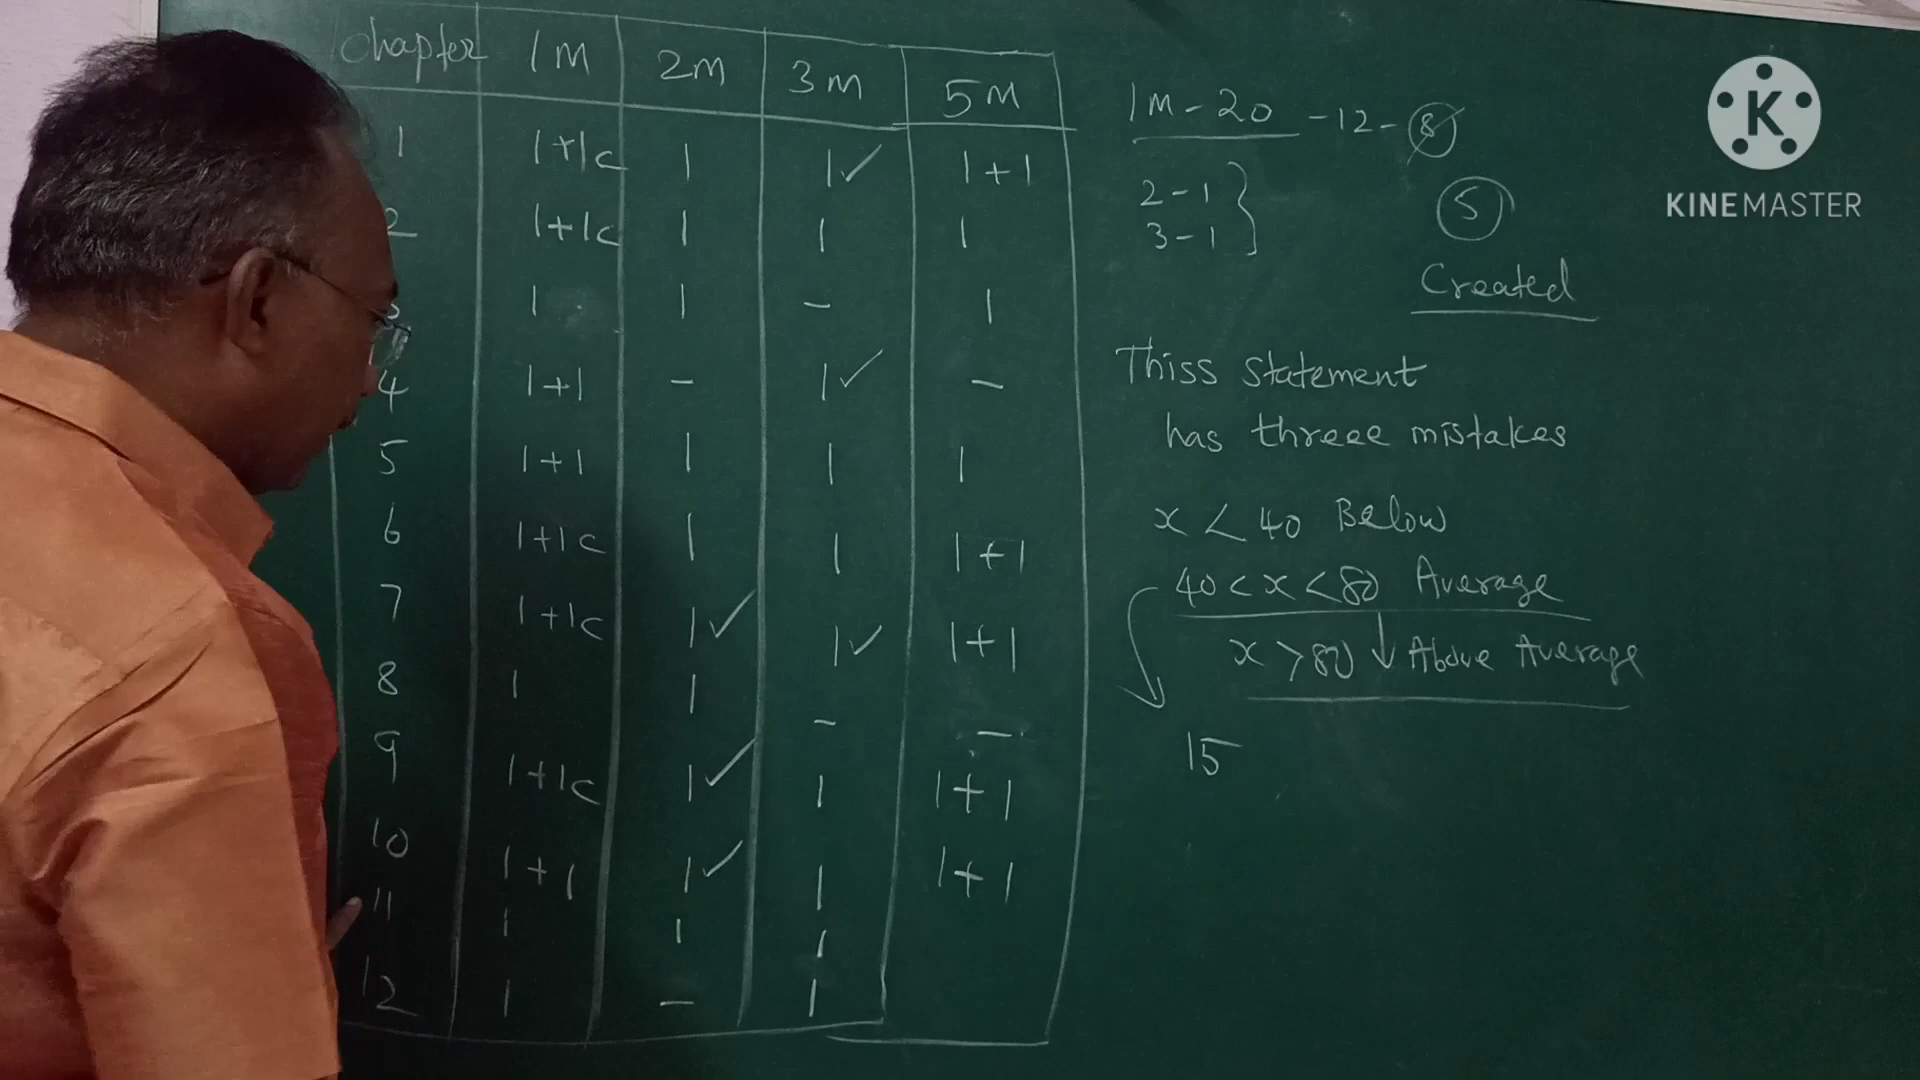 Chapter 1M 2M 3M 5M
1 1+1c 1 1✓ 1+1
2 1+1c 1 1 1
3 1 1 - 1
4 1+1 - 1✓ -
5 1+1 1 1 1
6 1+1c 1 1 1+1
7 1+1c 1✓ 1✓ 1+1
8 1 1 - -
9 1+1c 1✓ 1 1+1
10 1+1 1✓ 1 1+1
11 1 1 1
12 1 - 1
1M-20 -12-8
2-1
3-1
5
Created
Thiss statement
has threee mistakes
x < 40 Below
40 < x < 80 Average
x > 80 ↓ Above Average
15
K
KINEMASTER